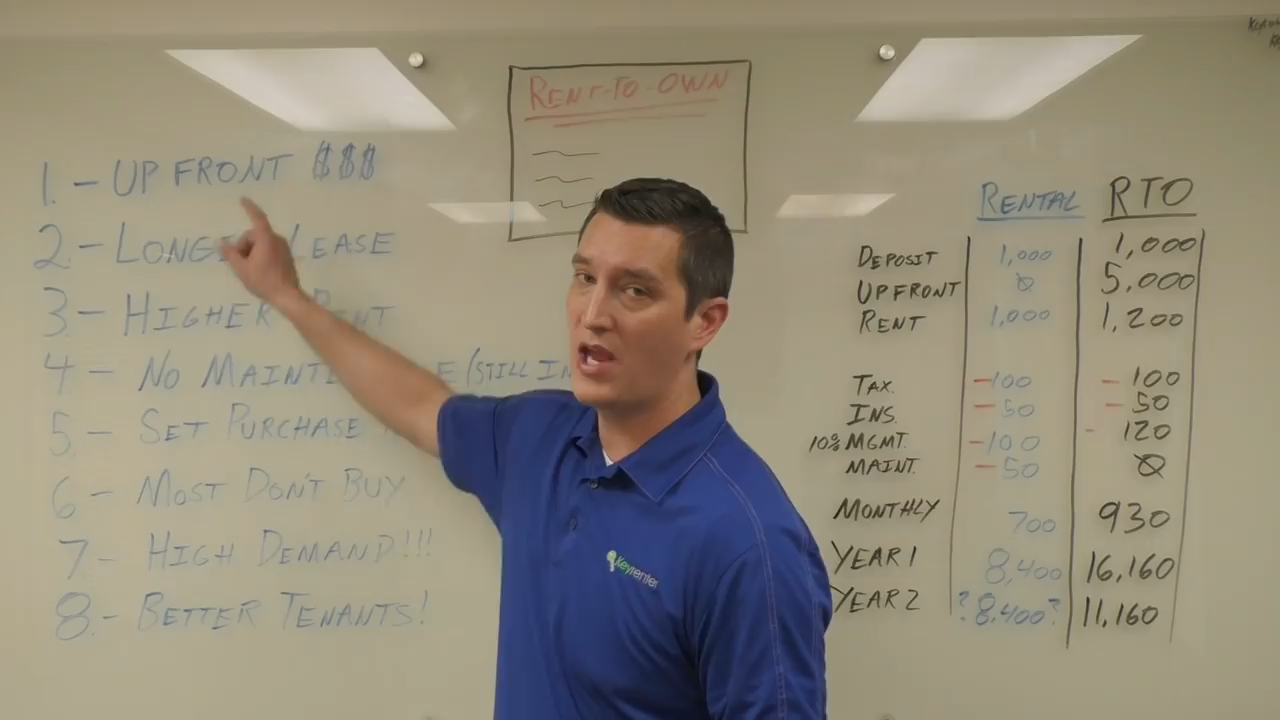 RENT-TO-OWN
1. - UP FRONT $$$
2 - LONGER LEASE
3. - HIGHER RENT
4 - NO (STILL IN
5 - SET PURCHASE
6 - MOST DON'T BUY
7 - HIGH DEMAND!!!
8. - BETTER TENANTS!
RENTAL RTO
DEPOSIT 1,000 1,000
UPFRONT 0 5,000
RENT 1,000 1,200
TAX. -100 - 100
INS. - 50 - 50
10% MGMT. -100 - 120
MAINT. - 50 0
MONTHLY 700 930
YEAR 1 8,400 16,160
YEAR 2 ?8,400? 11,160
Keyrenter